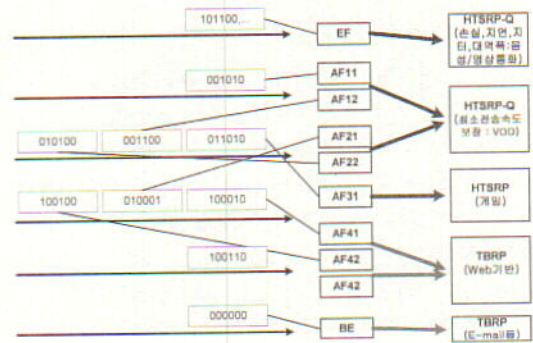 101100,...
EF
HTSRP-Q
(손실,지연,지
터,대역폭:음
성/영상통화)
001010
AF11
AF12
HTSRP-Q
(최소전송속도
보장 : VOD)
010100
001100
011010
AF21
AF22
AF31
HTSRP
(게임)
100100
010001
100010
AF41
100110
AF42
AF42
TBRP
(Web기반)
000000
BE
TBRP
(E-mail등)